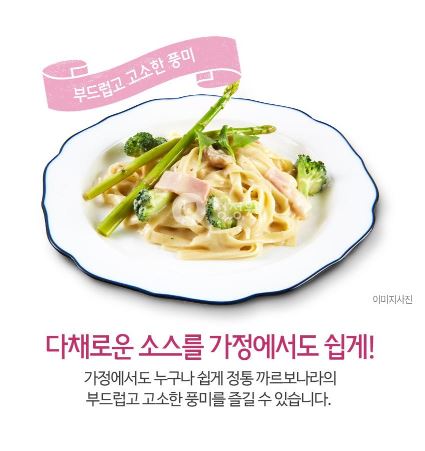 부드럽고 고소한 풍미
이미지사진
다채로운 소스를 가정에서도 쉽게!
가정에서도 누구나 쉽게 정통 까르보나라의
부드럽고 고소한 풍미를 즐길 수 있습니다.